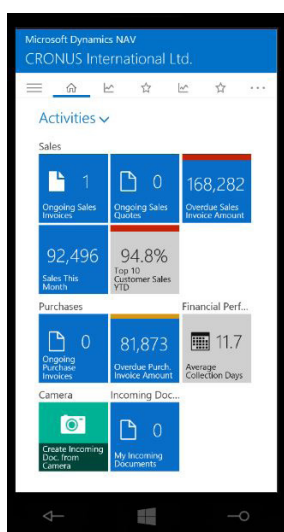 Microsoft Dynamics NAV
CRONUS International Ltd.
Activities
Sales
1
Ongoing Sales
Invoices
0
Ongoing Sales
Quotes
168,282
Overdue Sales
Invoice Amount
92,496
Sales This
Month
94.8%
Top 10
Customer Sales
YTD
Purchases
Financial Perf...
0
Ongoing
Purchase
Invoices
81,873
Overdue Purch.
Invoice Amount
11.7
Average
Collection Days
Camera
Incoming Doc...
Create Incoming
Doc. from
Camera
0
My Incoming
Documents